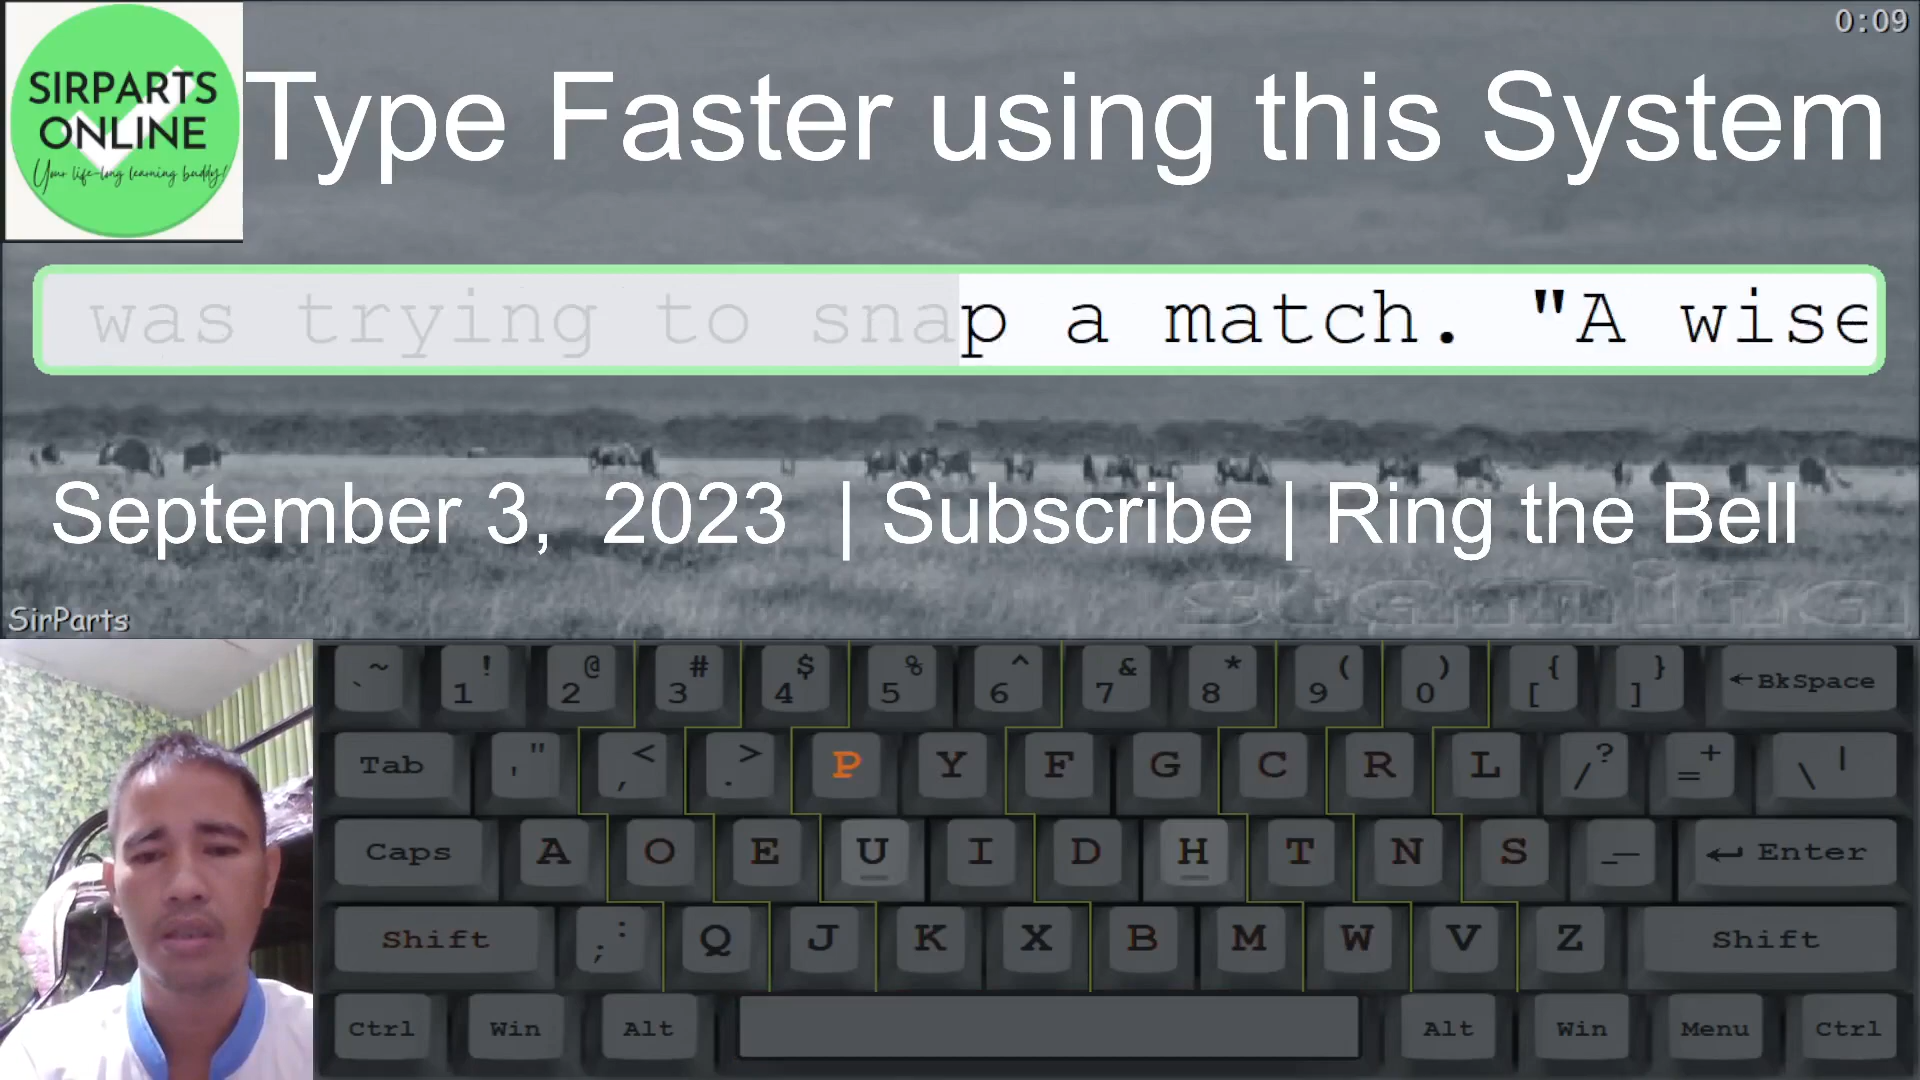 0:09
SIRPARTS
ONLINE
Your life-long learning buddy!
Type Faster using this System
was trying to snap a match. "A wise
September 3, 2023 | Subscribe | Ring the Bell
stamina
SirParts
~ ` ! 1 @ 2 # 3 $ 4 % 5 ^ 6 & 7 * 8 ( 9 ) 0 { [ } ] ←BkSpace
Tab " ' < , > . P Y F G C R L ? / + = | \
Caps A O E U I D H T N S _ - Enter
Shift : ; Q J K X B M W V Z Shift
Ctrl Win Alt Alt Win Menu Ctrl